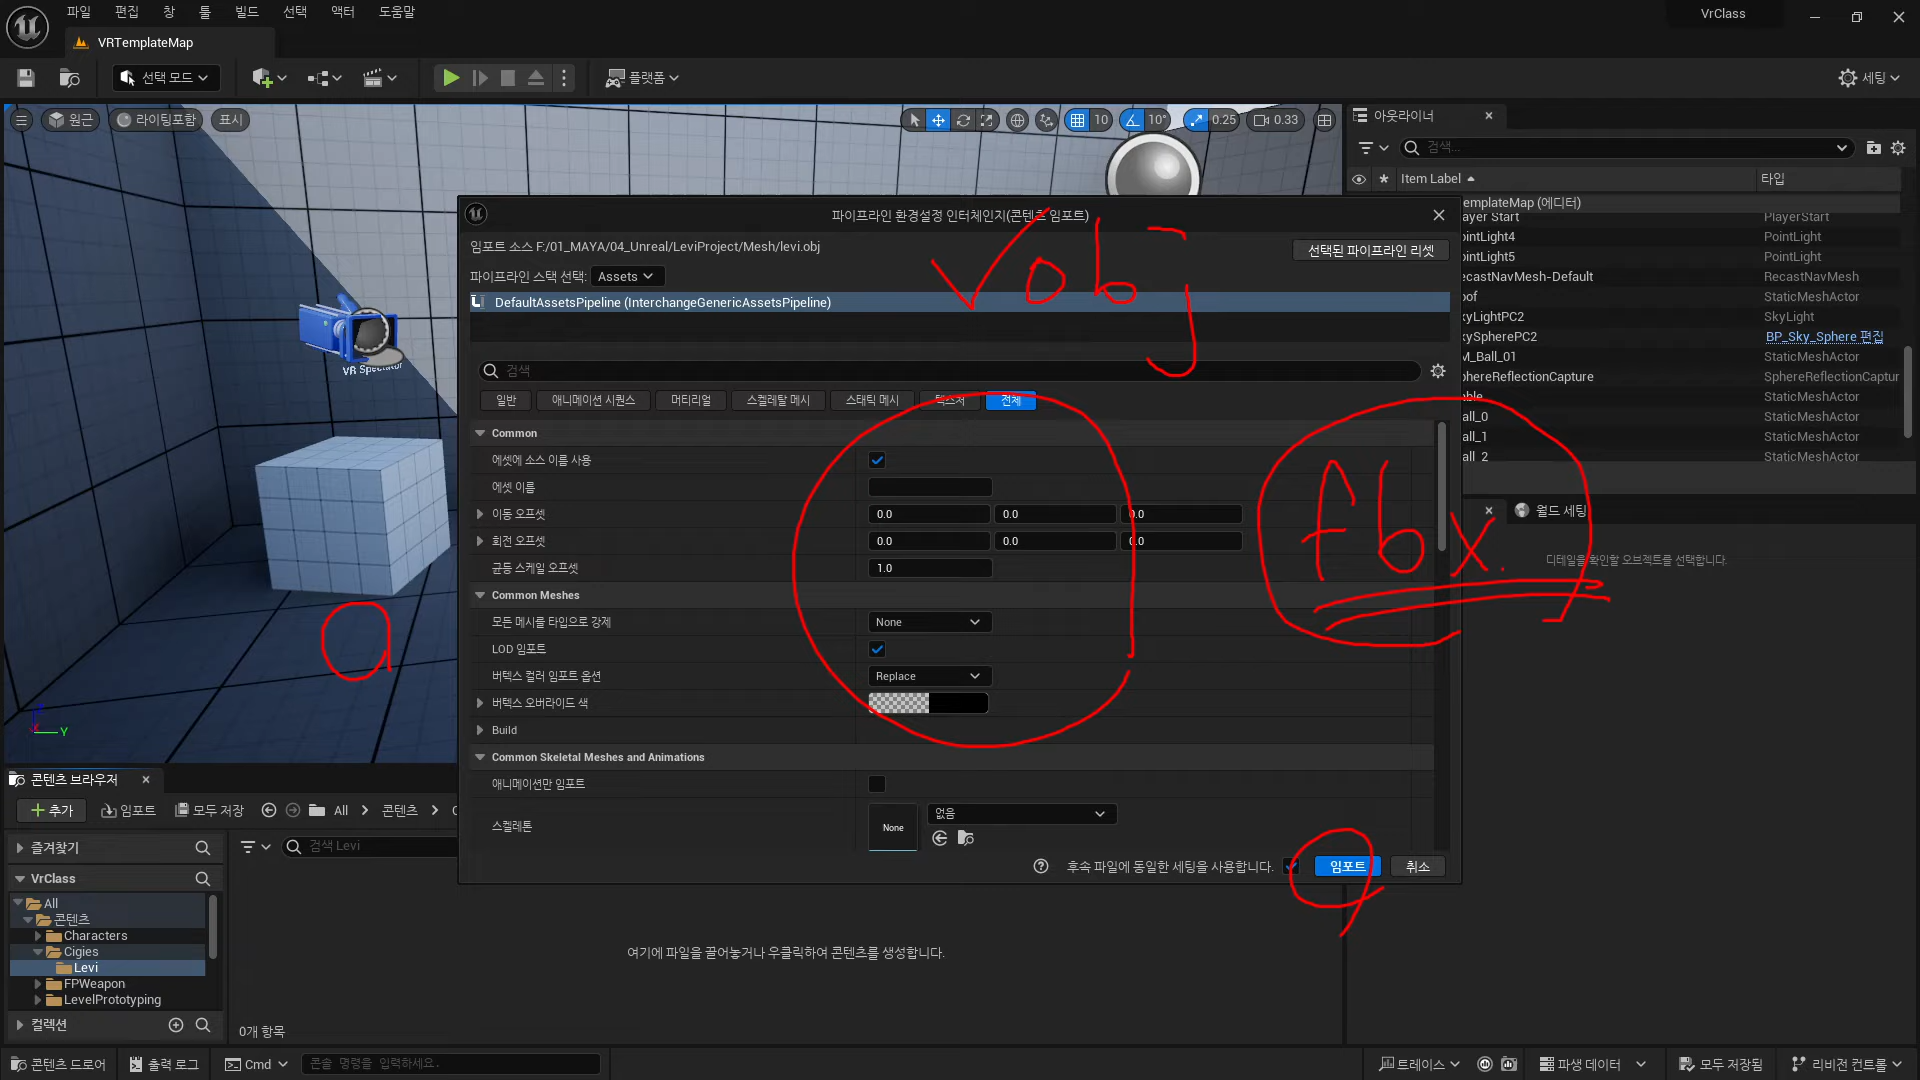 파일 편집 창 툴 빌드 선택 액터 도움말
VrClass
VRTemplateMap
선택 모드
플랫폼
세팅
원근 라이팅포함 표시
10 10° 0.25 0.33
아웃라이너
검색...
Item Label 타입
templateMap (에디터)
ayer Start PlayerStart
ointLight4 PointLight
ointLight5 PointLight
ecastNavMesh-Default RecastNavMesh
oof StaticMeshActor
kyLightPC2 SkyLight
kySpherePC2 BP_Sky_Sphere 편집
M_Ball_01 StaticMeshActor
phereReflectionCapture SphereReflectionCaptur
able StaticMeshActor
all_0 StaticMeshActor
all_1 StaticMeshActor
all_2 StaticMeshActor
월드 세팅
디테일을 확인할 오브젝트를 선택합니다.
VR Spectator
파이프라인 환경설정 인터체인지(콘텐츠 임포트)
임포트 소스 F:/01_MAYA/04_Unreal/LeviProject/Mesh/levi.obj
선택된 파이프라인 리셋
파이프라인 스택 선택: Assets
DefaultAssetsPipeline (InterchangeGenericAssetsPipeline)
obj
검색
일반 애니메이션 시퀀스 머티리얼 스켈레탈 메시 스태틱 메시 텍스처 전체
Common
에셋에 소스 이름 사용
에셋 이름
이동 오프셋 0.0 0.0 0.0
회전 오프셋 0.0 0.0 0.0
균등 스케일 오프셋 1.0
fbx.
Common Meshes
모든 메시를 타입으로 강제 None
LOD 임포트
버텍스 컬러 임포트 옵션 Replace
버텍스 오버라이드 색
Build
Common Skeletal Meshes and Animations
애니메이션만 임포트
스켈레톤 None 없음
후속 파일에 동일한 세팅을 사용합니다. 임포트 취소
X Y
콘텐츠 브라우저
추가 임포트 모두 저장 All 콘텐츠
즐겨찾기 검색 Levi
VrClass
All
콘텐츠
Characters
Cigies
Levi
FPWeapon
LevelPrototyping
컬렉션
여기에 파일을 끌어놓거나 우클릭하여 콘텐츠를 생성합니다.
0개 항목
콘텐츠 드로어 출력 로그 Cmd 콘솔 명령을 입력하세요.
트레이스 파생 데이터 모두 저장됨 리비전 컨트롤